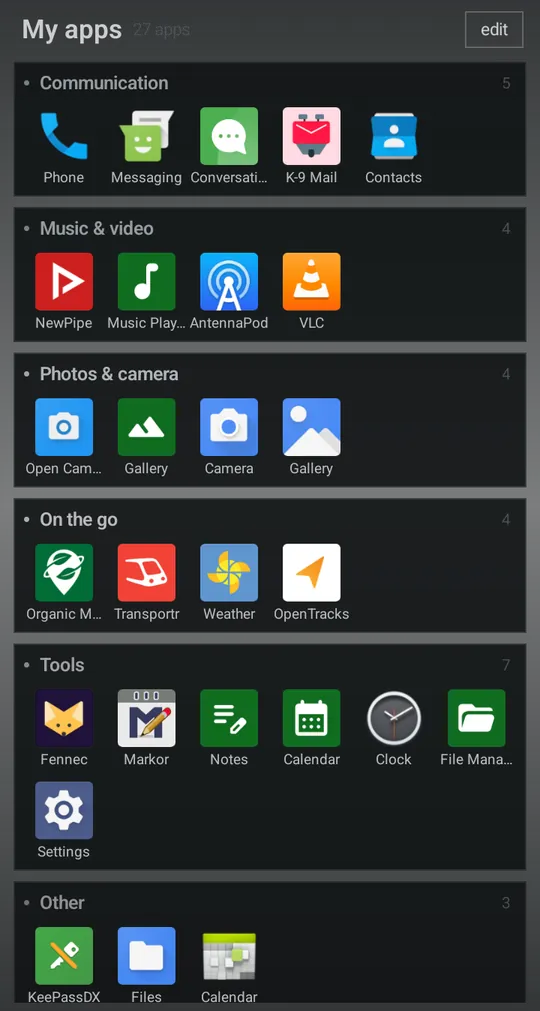 My apps 27 apps edit
• Communication 5
Phone Messaging Conversati... K-9 Mail Contacts
• Music & video 4
NewPipe Music Play... AntennaPod VLC
• Photos & camera 4
Open Cam... Gallery Camera Gallery
• On the go 4
Organic M... Transportr Weather OpenTracks
• Tools 7
Fennec Markor Notes Calendar Clock File Mana...
Settings
• Other 3
KeePassDX Files Calendar